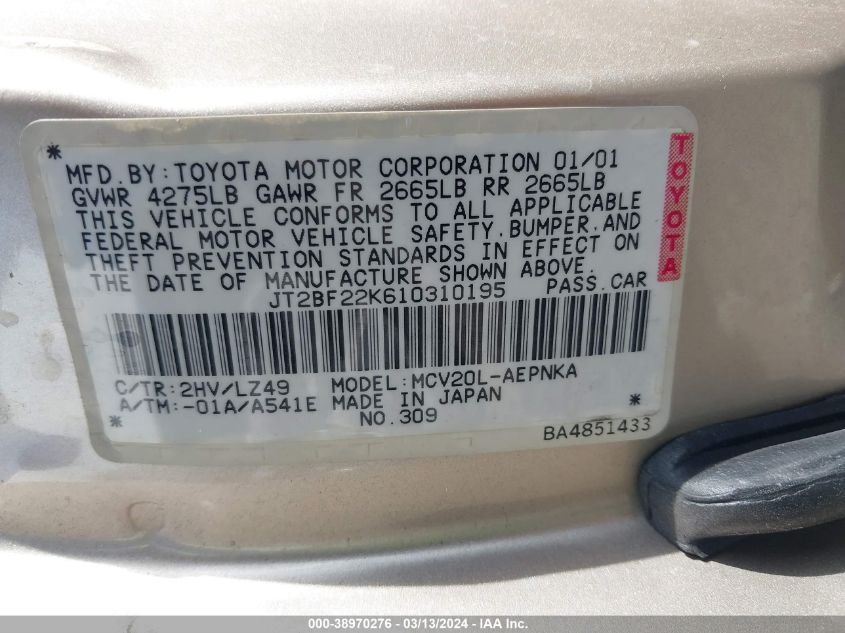 MFD.BY:TOYOTA MOTOR CORPORATION 01/01
GVWR 4275LB GAWR FR 2665LB RR 2665LB
THIS VEHICLE CONFORMS TO ALL APPLICABLE
FEDERAL MOTOR VEHICLE SAFETY,BUMPER,AND
THEFT PREVENTION STANDARDS IN EFFECT ON
THE DATE OF MANUFACTURE SHOWN ABOVE.
JT2BF22K610310195 PASS.CAR
TOYOTA
C/TR:2HV/LZ49 MODEL:MCV20L-AEPNKA
A/TM:-01A/A541E MADE IN JAPAN
NO.309
BA4851433
000-38970276 - 03/13/2024 - IAA Inc.